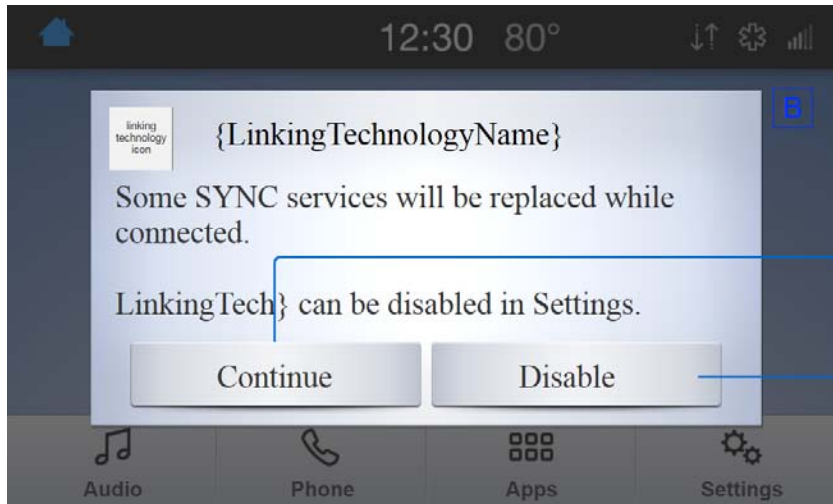 12:30 80°
B
linking
technology
icon
{LinkingTechnologyName}
Some SYNC services will be replaced while
connected.
LinkingTech} can be disabled in Settings.
Continue Disable
Audio Phone Apps Settings